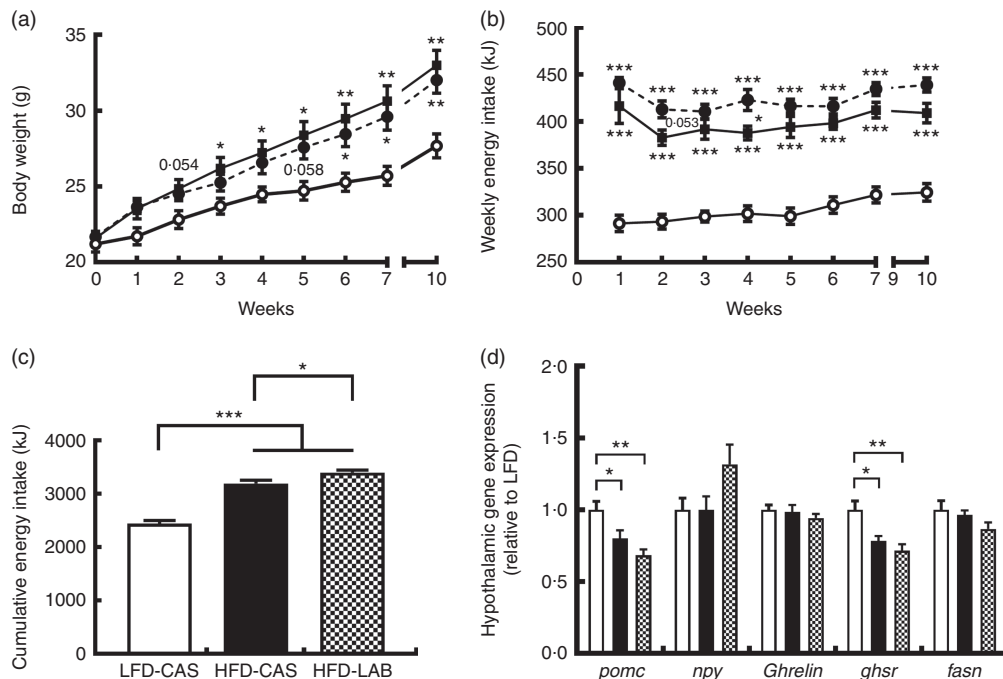 (a)
35
30
25
20
Body weight (g)
** 
**
**
**
*
*
*
0·054
0·058
*
*
0 1 2 3 4 5 6 7 10
Weeks
(b)
500
450
400
350
300
250
Weekly energy intake (kJ)
*** *** *** *** *** *** *** ***
0·053
*
*** *** *** *** *** *** *** ***
0 1 2 3 4 5 6 7 9 10
Weeks
(c)
*
***
4000
3000
2000
1000
0
Cumulative energy intake (kJ)
LFD-CAS HFD-CAS HFD-LAB
(d)
2·0
1·5
1·0
0·5
0·0
Hypothalamic gene expression
(relative to LFD)
** **
* *
pomc npy Ghrelin ghsr fasn